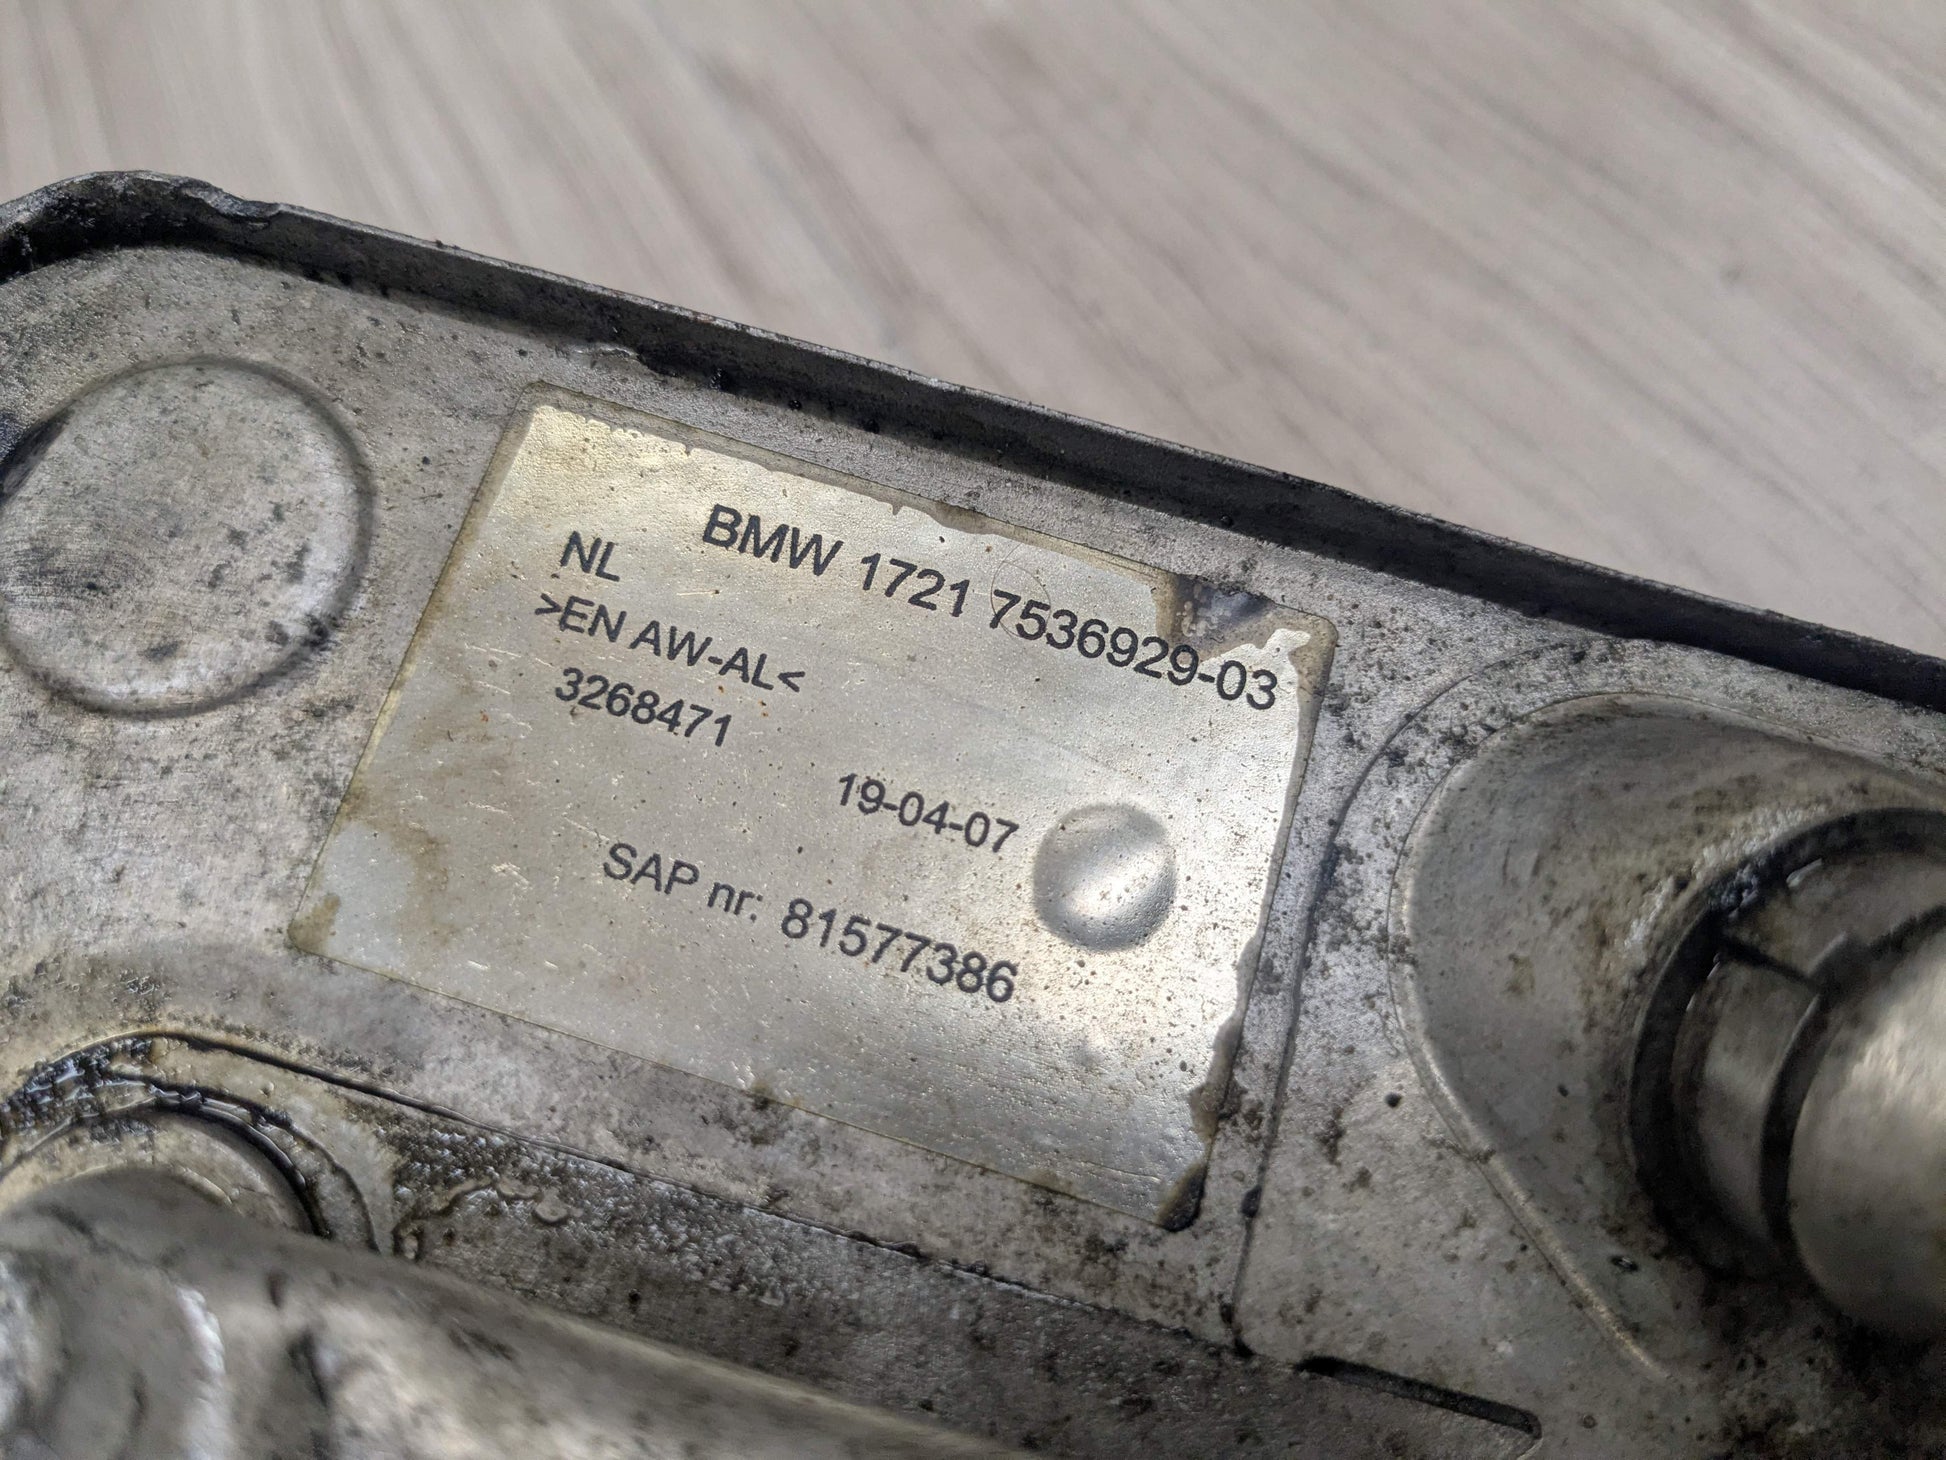 BMW 1721 7536929-03
NL
>EN AW-AL<
3268471
19-04-07
SAP nr: 81577386